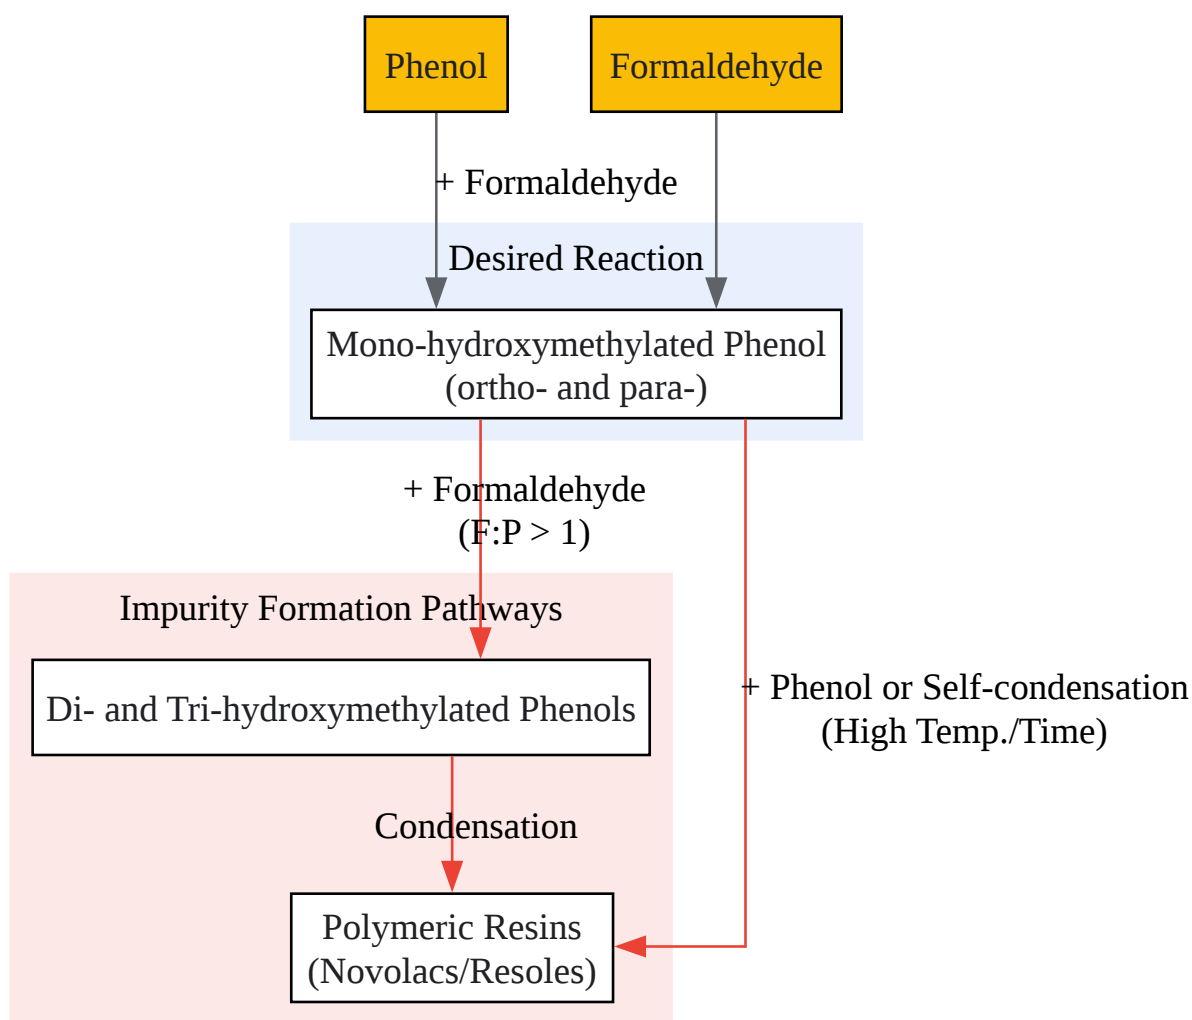 Phenol
Formaldehyde
+ Formaldehyde
Desired Reaction
Mono-hydroxymethylated Phenol
(ortho- and para-)
+ Formaldehyde
(F:P > 1)
Impurity Formation Pathways
Di- and Tri-hydroxymethylated Phenols
+ Phenol or Self-condensation
(High Temp./Time)
Condensation
Polymeric Resins
(Novolacs/Resoles)